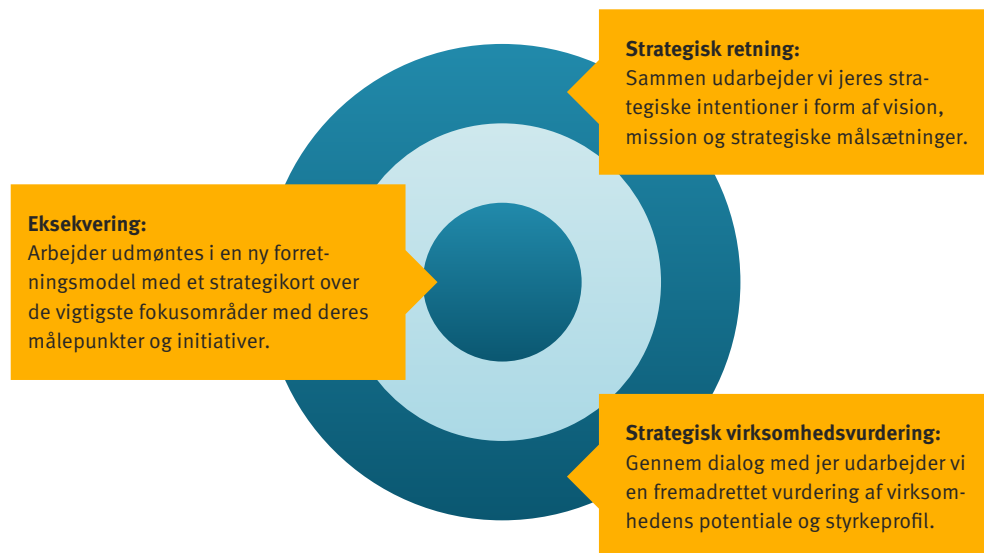 Strategisk retning:
Sammen udarbejder vi jeres stra-
tegiske intentioner i form af vision,
mission og strategiske målsætninger.
Eksekvering:
Arbejder udmøntes i en ny forret-
ningsmodel med et strategikort over
de vigtigste fokusområder med deres
målepunkter og initiativer.
Strategisk virksomhedsvurdering:
Gennem dialog med jer udarbejder vi
en fremadrettet vurdering af virksom-
hedens potentiale og styrkeprofil.